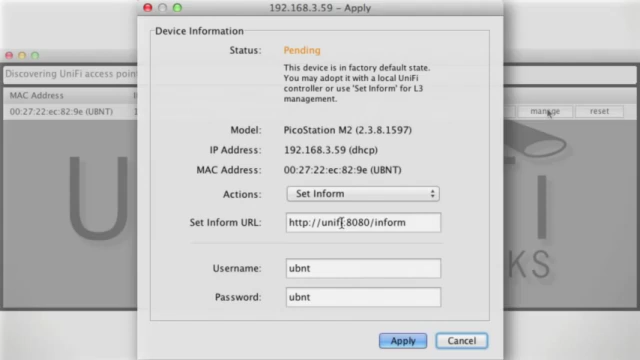 192.168.3.59 – Apply
Device Information
Status: Pending
This device is in factory default state.
You may adopt it with a local UniFi
controller or use 'Set Inform' for L3
management.
Model: PicoStation M2 (2.3.8.1597)
IP Address: 192.168.3.59 (dhcp)
MAC Address: 00:27:22:ec:82:9e (UBNT)
Actions: Set Inform
Set Inform URL: http://unifi:8080/inform
Username: ubnt
Password: ubnt
Apply Cancel
Discovering UniFi access point
MAC Address
00:27:22:ec:82:9e (UBNT)
manage reset